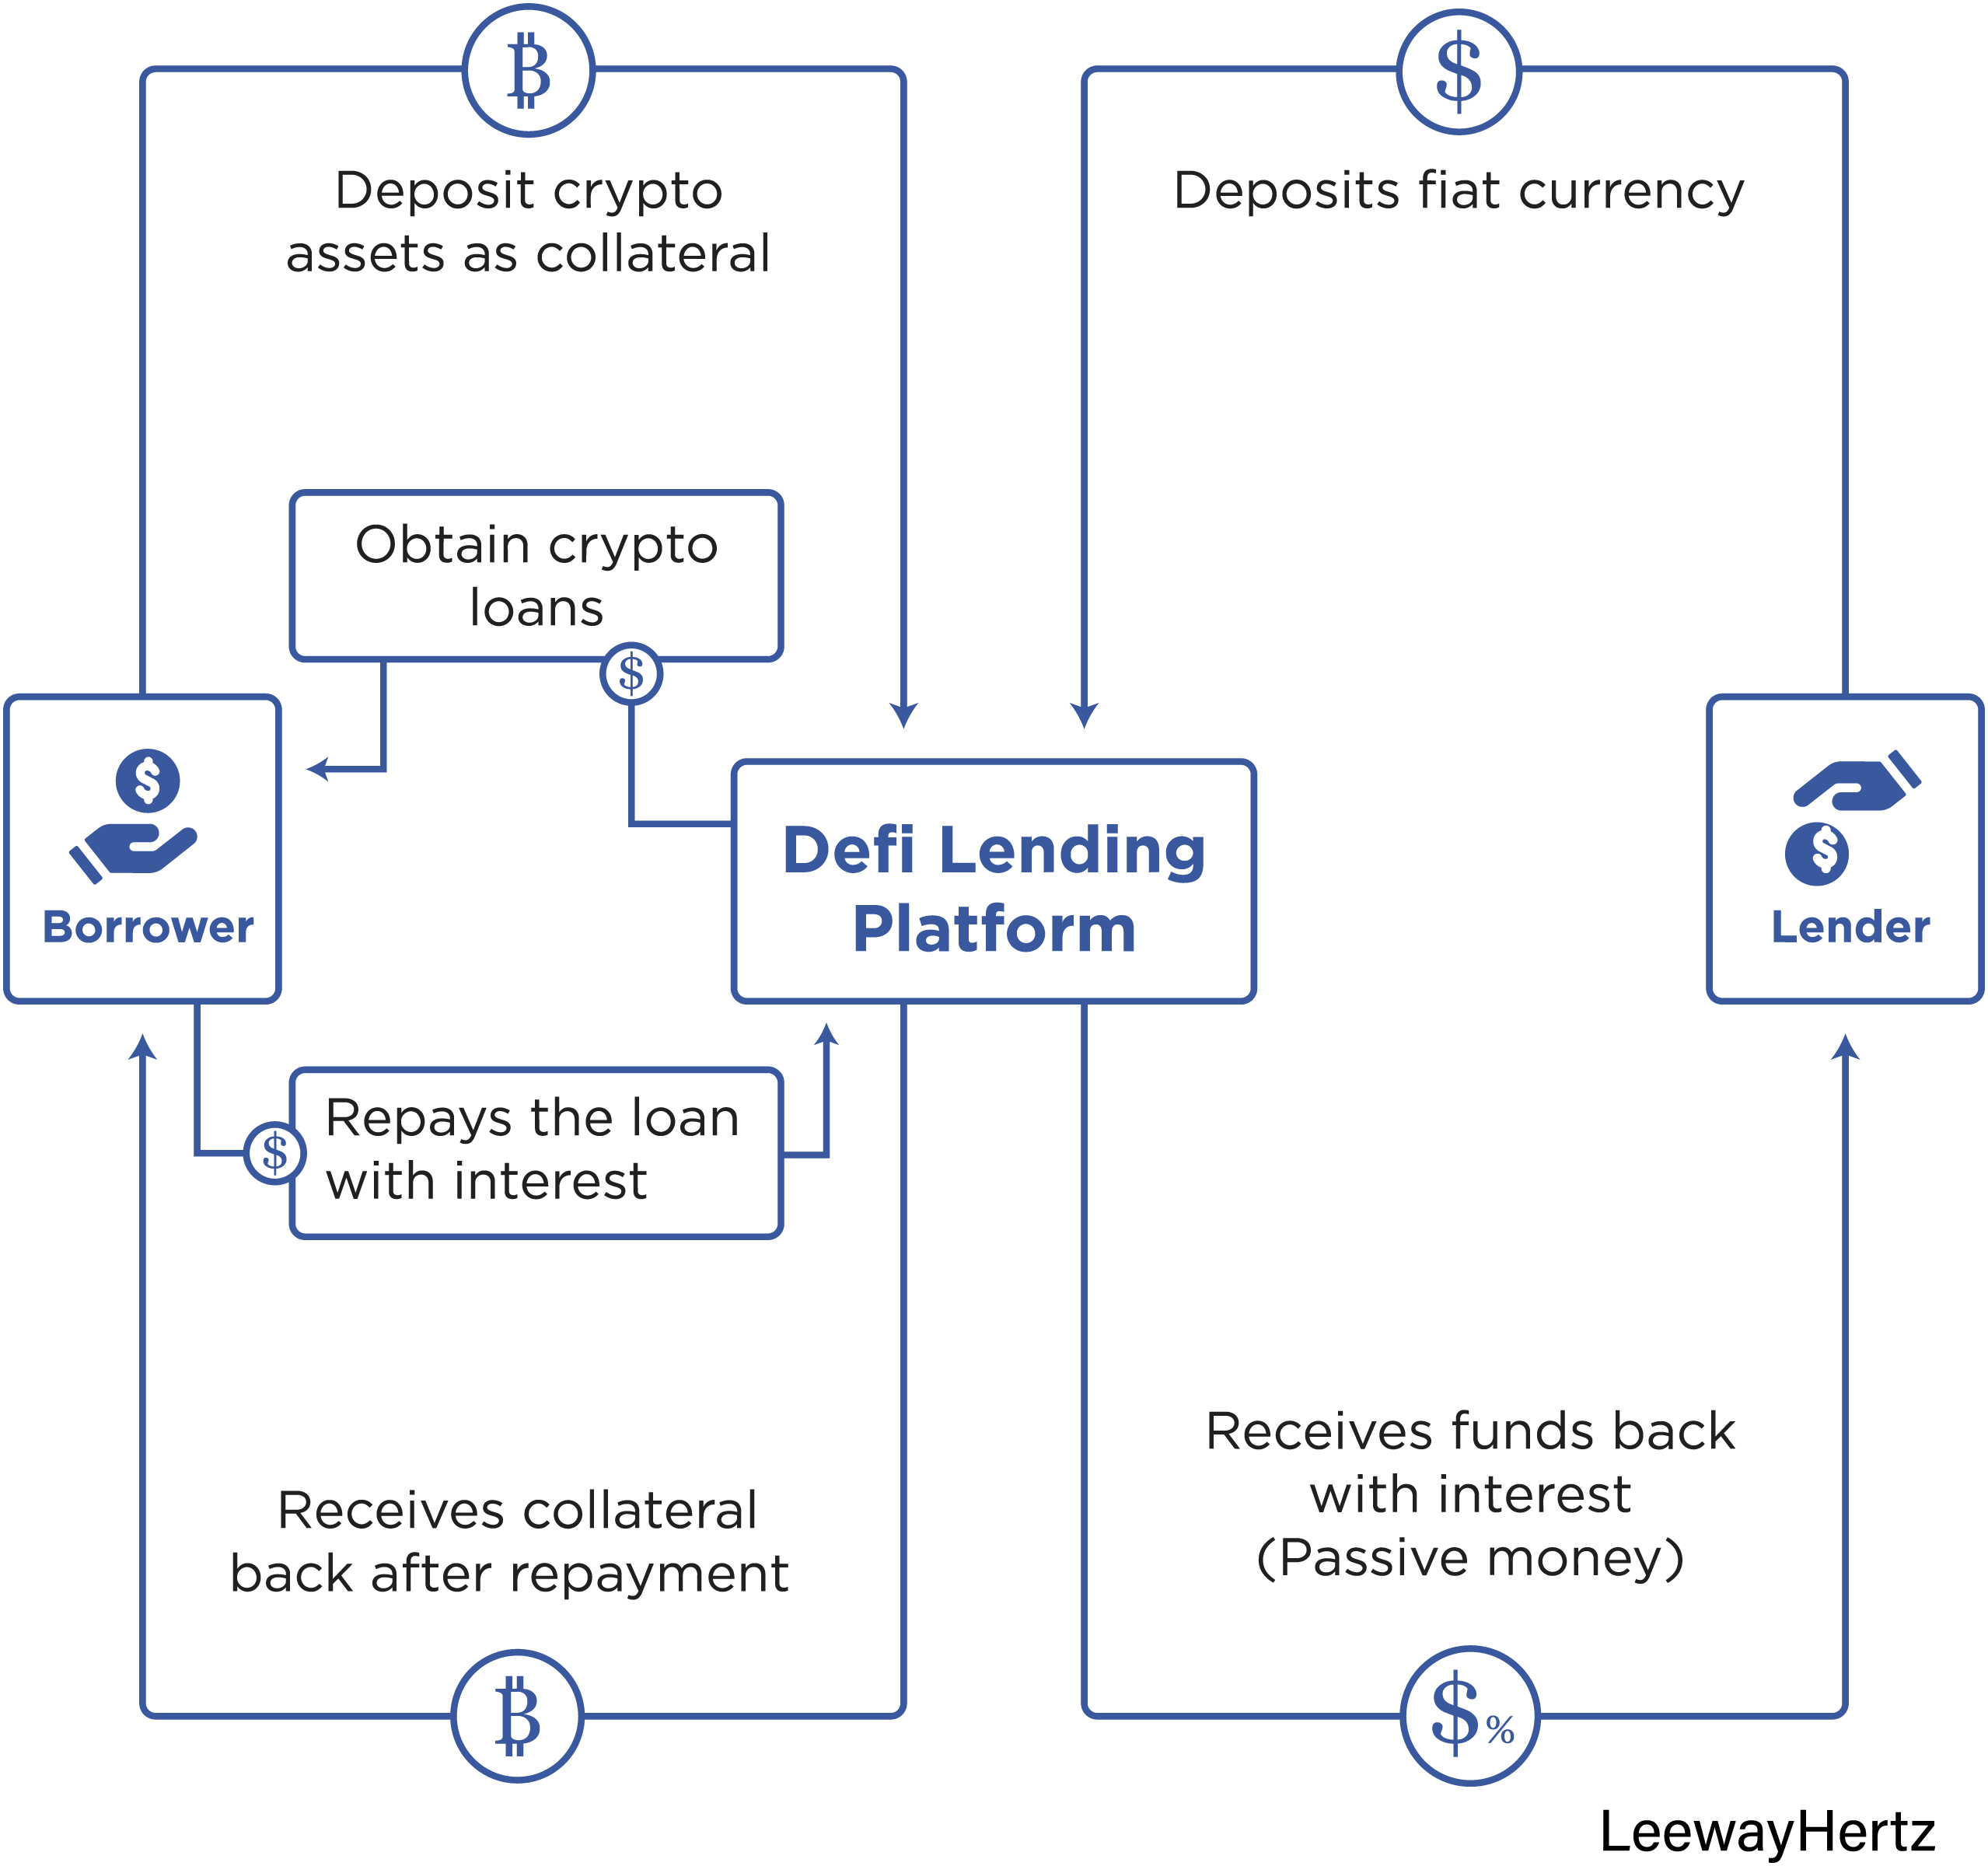 Deposit crypto
assets as collateral
Deposits fiat currency
Obtain crypto
loans
Borrower
Defi Lending
Platform
Lender
Repays the loan
with interest
Receives collateral
back after repayment
Receives funds back
with interest
(Passive money)
LeewayHertz